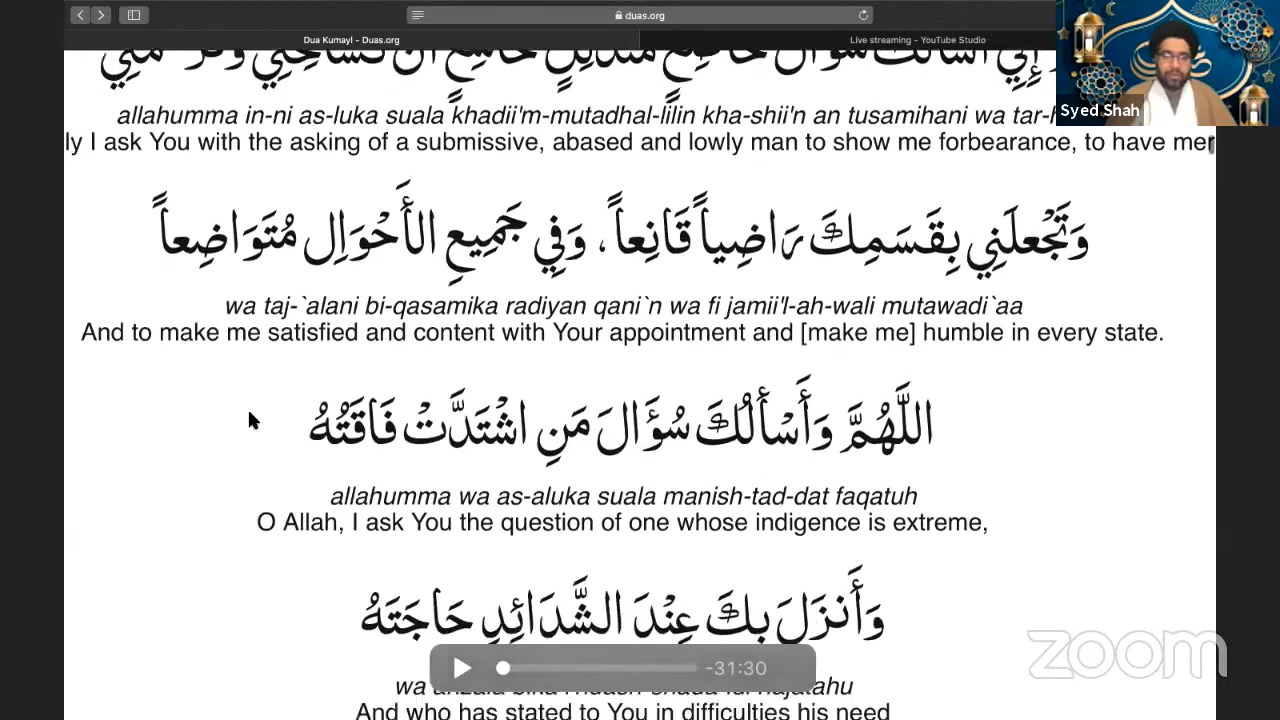 duas.org
Dua Kumayl - Duas.org
Live streaming - YouTube Studio
Syed Shah
allahumma in-ni as-luka suala khadii'm-mutadhal-lilin kha-shii'n an tusamihani wa
ly I ask You with the asking of a submissive, abased and lowly man to show me forbearance, to have mer
وَتَجْعلَنِي بِقَسَمِكَ رَاضِياً قَانِعاً، وَفِي جَمِيعِ الأَحْوَالِ مُتَوَاضِعاً
wa taj-`alani bi-qasamika radiyan qani`n wa fi jamii'l-ah-wali mutawadi`aa
And to make me satisfied and content with Your appointment and [make me] humble in every state.
اللَّهُمَّ وَأَسْأَلُكَ سُؤَالَ مَنِ اشْتَدَّتْ فَاقَتُهُ
allahumma wa as-aluka suala manish-tad-dat faqatuh
O Allah, I ask You the question of one whose indigence is extreme,
وَأَنزَلَ بِكَ عِنْدَ الشَّدَائِدِ حَاجَتَهُ
-31:30
wa
And who has stated to You in difficulties his need
zoom